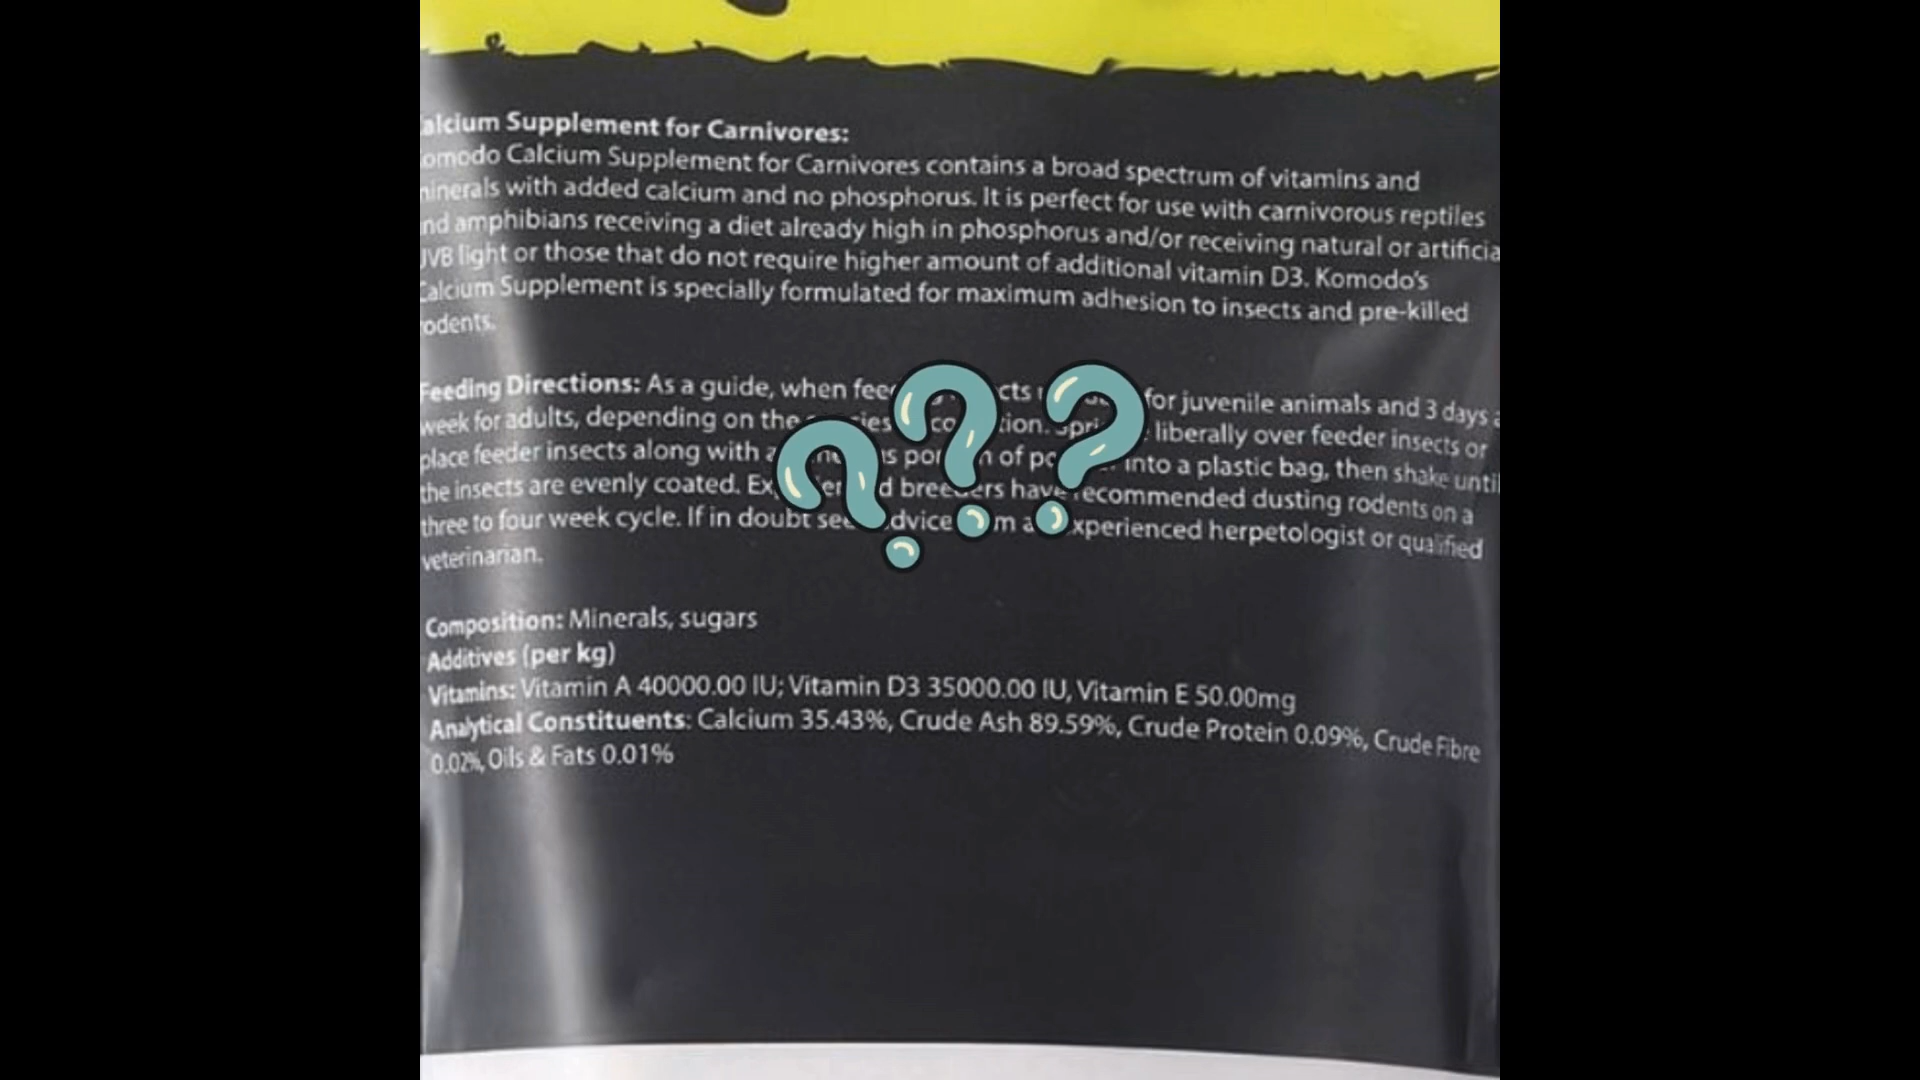 alcium Supplement for Carnivores:
omodo Calcium Supplement for Carnivores contains a broad spectrum of vitamins and
minerals with added calcium and no phosphorus. It is perfect for use with carnivorous reptiles
nd amphibians receiving a diet already high in phosphorus and/or receiving natural or artificia
UVB light or those that do not require higher amount of additional vitamin D3. Komodo's
Calcium Supplement is specially formulated for maximum adhesion to insects and pre-killed
rodents.
Feeding Directions: As a guide, when for juvenile animals and 3 days a
week for adults, depending on the liberally over feeder insects or
place feeder insects along with of into a plastic bag, then shake until
the insects are evenly coated. breeders have recommended dusting rodents on a
three to four week cycle. If in doubt experienced herpetologist or qualified
veterinarian.
Composition: Minerals, sugars
Additives (per kg)
Vitamins: Vitamin A 40000.00 IU; Vitamin D3 35000.00 IU, Vitamin E 50.00mg
Analytical Constituents: Calcium 35.43%, Crude Ash 89.59%, Crude Protein 0.09%, Crude Fibre
0.02%, Oils & Fats 0.01%
???